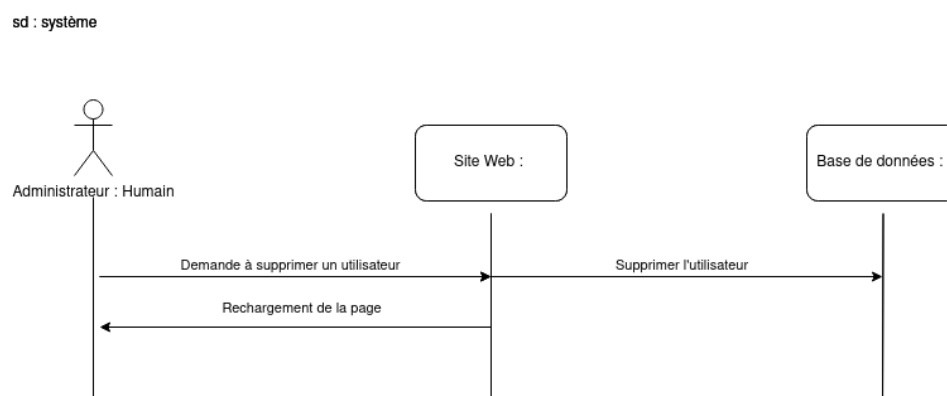 sd : système
Site Web :
Base de données :
Administrateur : Humain
Demande à supprimer un utilisateur
Supprimer l'utilisateur
Rechargement de la page